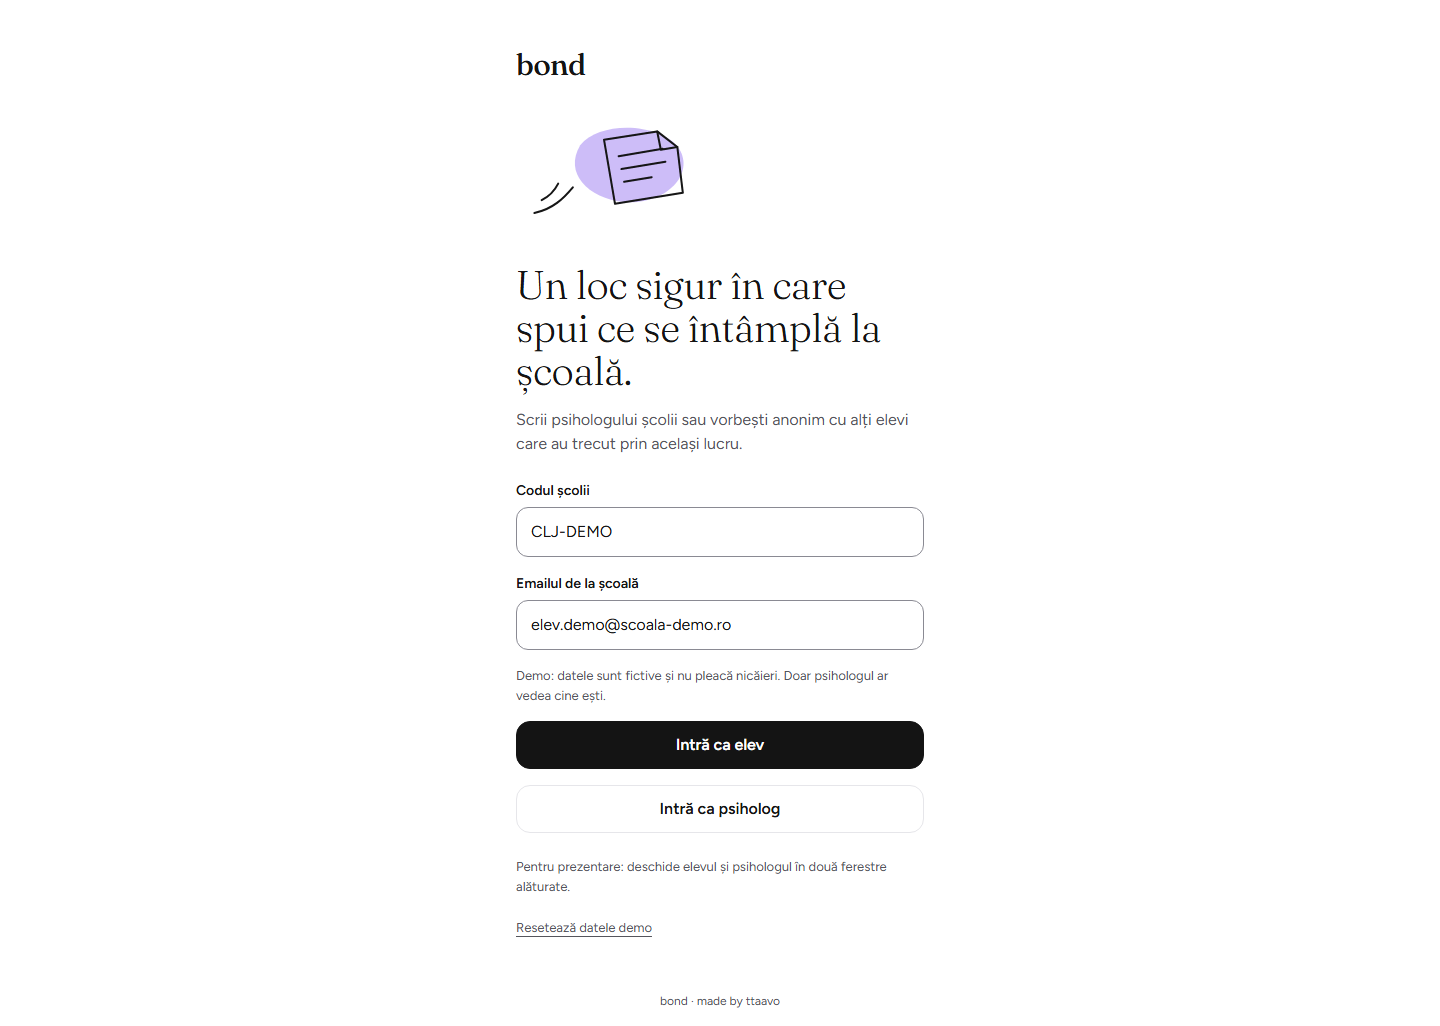 bond
Un loc sigur în care
spui ce se întâmplă la
școală.
Scrii psihologului școlii sau vorbești anonim cu alți elevi
care au trecut prin același lucru.
Codul școlii
CLJ-DEMO
Emailul de la școală
elev.demo@scoala-demo.ro
Demo: datele sunt fictive și nu pleacă nicăieri. Doar psihologul ar
vedea cine ești.
Intră ca elev
Intră ca psiholog
Pentru prezentare: deschide elevul și psihologul în două ferestre
alăturate.
Resetează datele demo
bond · made by ttaavo